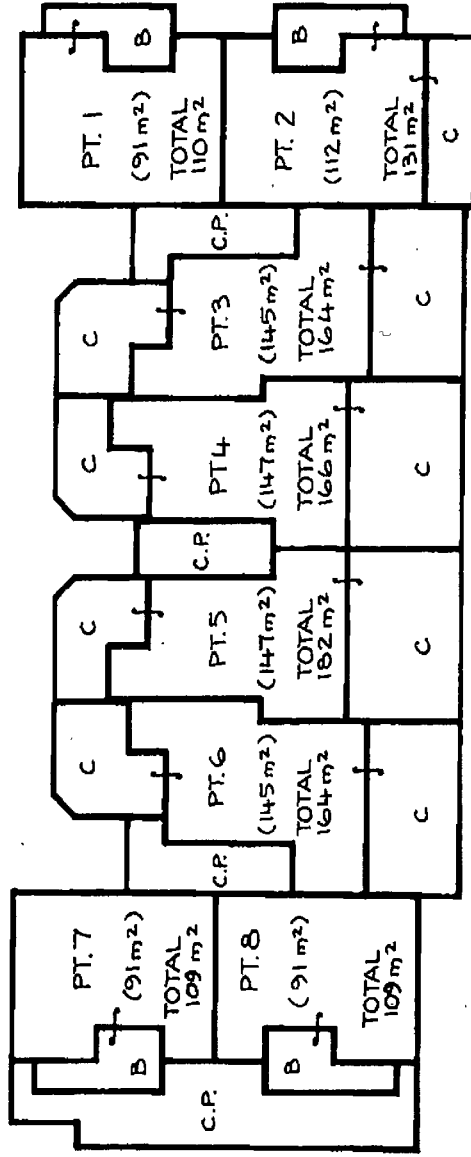 PT. 7
(91m²)
TOTAL
109m²
B
C.P.
PT. 8
(91m²)
TOTAL
109m²
B
C
C.P.
PT. 6
(145m²)
TOTAL
164m²
C
C
PT. 5
(147m²)
TOTAL
182m²
C
C.P.
C
PT 4
(147m²)
TOTAL
166m²
C
C
C.P.
PT. 3
(145m²)
TOTAL
164m²
C
PT. 1
(91m²)
TOTAL
110m²
B
PT. 2
(112m²)
TOTAL
131m²
B
C